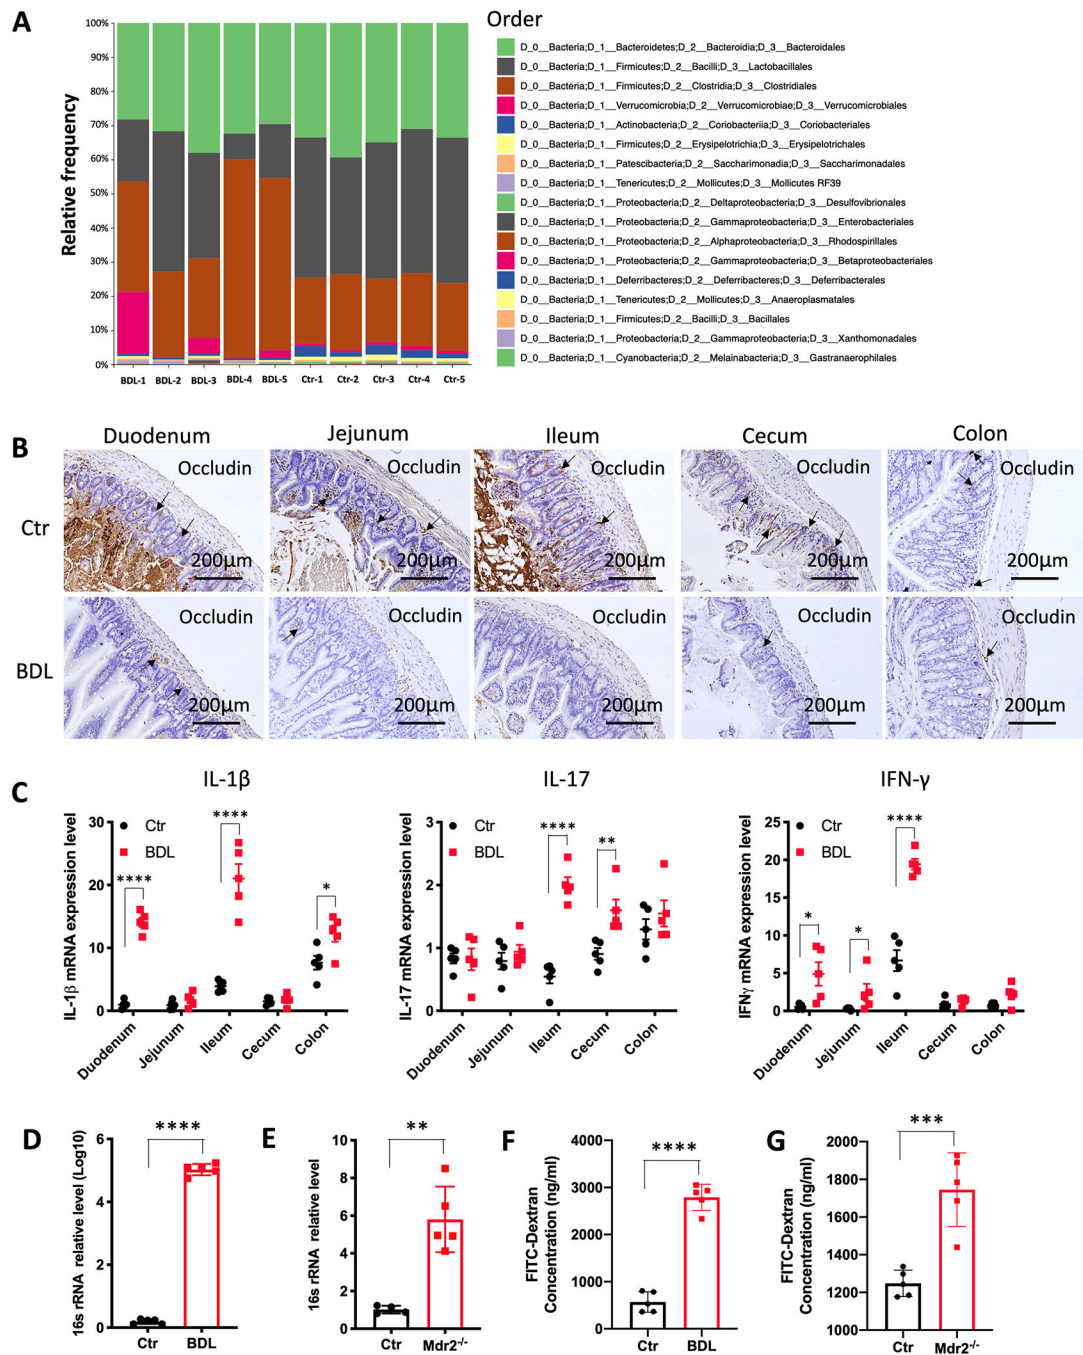 A
Order
Relative frequency
100%
90%
80%
70%
60%
50%
40%
30%
20%
10%
0%
BDL-1 BDL-2 BDL-3 BDL-4 BDL-5 Ctr-1 Ctr-2 Ctr-3 Ctr-4 Ctr-5
D_0__Bacteria;D_1__Bacteroidetes;D_2__Bacteroidia;D_3__Bacteroidales
D_0__Bacteria;D_1__Firmicutes;D_2__Bacilli;D_3__Lactobacillales
D_0__Bacteria;D_1__Firmicutes;D_2__Clostridia;D_3__Clostridiales
D_0__Bacteria;D_1__Verrucomicrobia;D_2__Verrucomicrobiae;D_3__Verrucomicrobiales
D_0__Bacteria;D_1__Actinobacteria;D_2__Coriobacteriia;D_3__Coriobacteriales
D_0__Bacteria;D_1__Firmicutes;D_2__Erysipelotrichia;D_3__Erysipelotrichales
D_0__Bacteria;D_1__Patescibacteria;D_2__Saccharimonadia;D_3__Saccharimonadales
D_0__Bacteria;D_1__Tenericutes;D_2__Mollicutes;D_3__Mollicutes RF39
D_0__Bacteria;D_1__Proteobacteria;D_2__Deltaproteobacteria;D_3__Desulfovibrionales
D_0__Bacteria;D_1__Proteobacteria;D_2__Gammaproteobacteria;D_3__Enterobacteriales
D_0__Bacteria;D_1__Proteobacteria;D_2__Alphaproteobacteria;D_3__Rhodospirillales
D_0__Bacteria;D_1__Proteobacteria;D_2__Gammaproteobacteria;D_3__Betaproteobacteriales
D_0__Bacteria;D_1__Deferribacteres;D_2__Deferribacteres;D_3__Deferribacterales
D_0__Bacteria;D_1__Tenericutes;D_2__Mollicutes;D_3__Anaeroplasmatales
D_0__Bacteria;D_1__Firmicutes;D_2__Bacilli;D_3__Bacillales
D_0__Bacteria;D_1__Proteobacteria;D_2__Gammaproteobacteria;D_3__Xanthomonadales
D_0__Bacteria;D_1__Cyanobacteria;D_2__Melainabacteria;D_3__Gastranaerophilales
B
Duodenum Jejunum Ileum Cecum Colon
Ctr
Occludin Occludin Occludin Occludin Occludin
200µm 200µm 200µm 200µm 200µm
BDL
Occludin Occludin Occludin Occludin Occludin
200µm 200µm 200µm 200µm 200µm
C
IL-1β
IL-1β mRNA expression level
30
20
10
0
Ctr
BDL
**** **** *
Duodenum Jejunum Ileum Cecum Colon
IL-17
IL-17 mRNA expression level
3
2
1
0
Ctr
BDL
**** **
Duodenum Jejunum Ileum Cecum Colon
IFN-γ
IFNγ mRNA expression level
25
20
15
10
5
0
Ctr
BDL
* * ****
Duodenum Jejunum Ileum Cecum Colon
D
16s rRNA relative level (Log10)
6
4
2
0
****
Ctr BDL
E
16s rRNA relative level
10
8
6
4
2
0
**
Ctr Mdr2⁻/⁻
F
FITC-Dextran
Concentration (ng/ml)
4000
3000
2000
1000
0
****
Ctr BDL
G
FITC-Dextran
Concentration (ng/ml)
2000
1800
1600
1400
1200
1000
***
Ctr Mdr2⁻/⁻